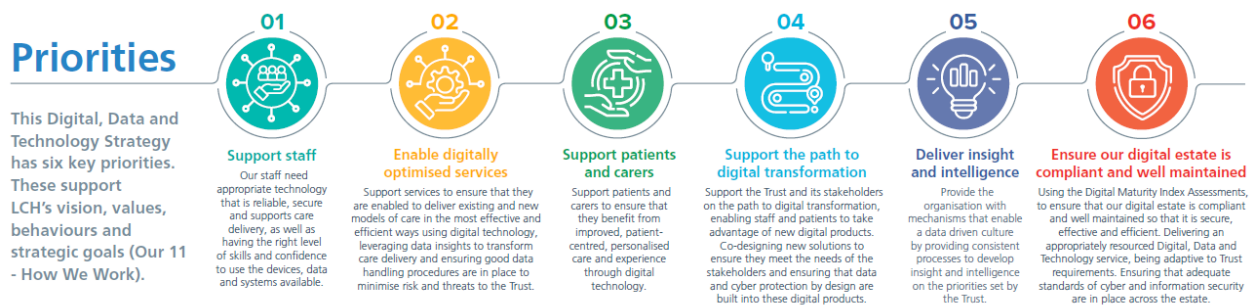 Priorities
This Digital, Data and
Technology Strategy
has six key priorities.
These support
LCH's vision, values,
behaviours and
strategic goals (Our 11
- How We Work).
01
Support staff
Our staff need
appropriate technology
that is reliable, secure
and supports care
delivery, as well as
having the right level
of skills and confidence
to use the devices, data
and systems available.
02
Enable digitally
optimised services
Support services to ensure that they
are enabled to deliver existing and new
models of care in the most effective and
efficient ways using digital technology,
leveraging data insights to transform
care delivery and ensuring good data
handling procedures are in place to
minimise risk and threats to the Trust.
03
Support patients
and carers
Support patients and
carers to ensure that
they benefit from
improved, patient-
centred, personalised
care and experience
through digital
technology.
04
Support the path to
digital transformation
Support the Trust and its stakeholders
on the path to digital transformation,
enabling staff and patients to take
advantage of new digital products.
Co-designing new solutions to
ensure they meet the needs of the
stakeholders and ensuring that data
and cyber protection by design are
built into these digital products.
05
Deliver insight
and intelligence
Provide the
organisation with
mechanisms that enable
a data driven culture
by providing consistent
processes to develop
insight and intelligence
on the priorities set by
the Trust.
06
Ensure our digital estate is
compliant and well maintained
Using the Digital Maturity Index Assessments,
to ensure that our digital estate is compliant
and well maintained so that it is secure,
effective and efficient. Delivering an
appropriately resourced Digital, Data and
Technology service, being adaptive to Trust
requirements. Ensuring that adequate
standards of cyber and information security
are in place across the estate.